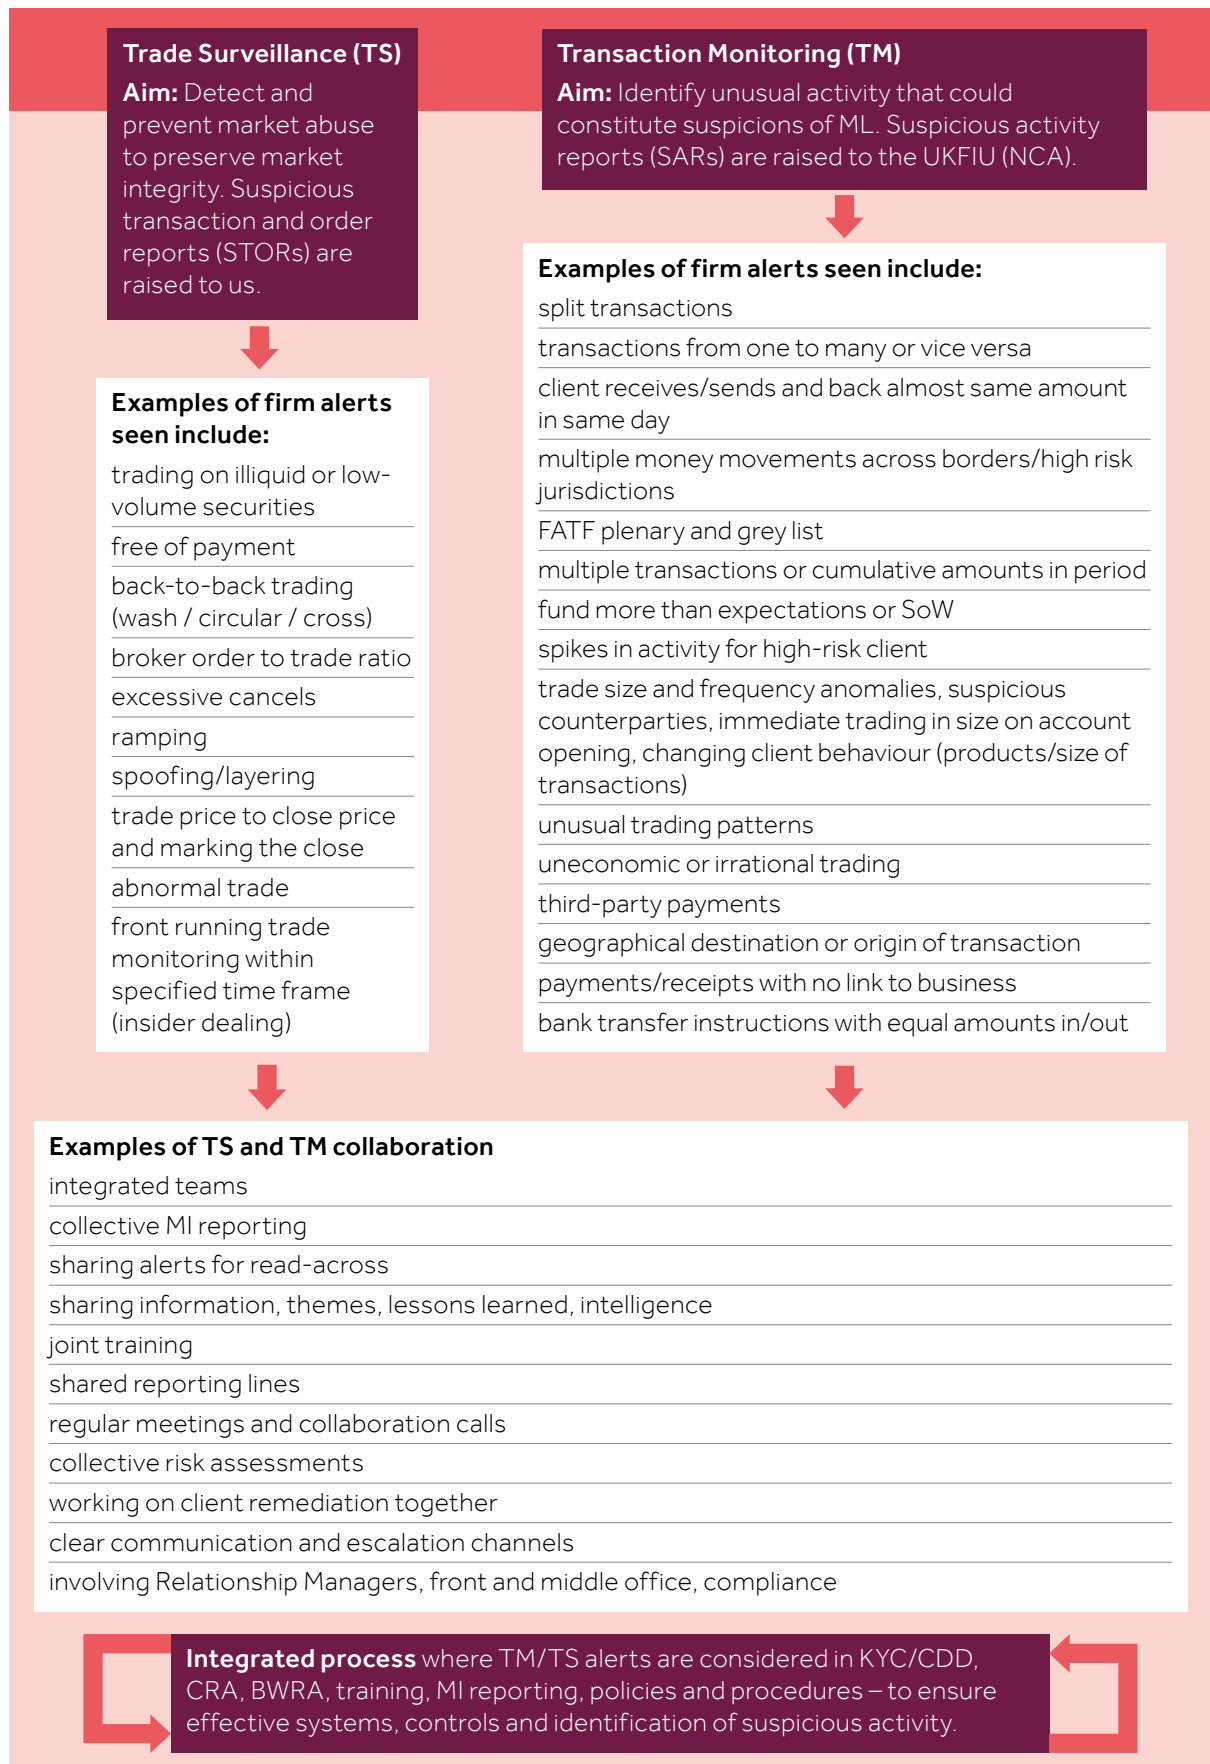 Trade Surveillance (TS)
Aim: Detect and
prevent market abuse
to preserve market
integrity. Suspicious
transaction and order
reports (STORs) are
raised to us.
Examples of firm alerts
seen include:
trading on illiquid or low-
volume securities
free of payment
back-to-back trading
(wash / circular / cross)
broker order to trade ratio
excessive cancels
ramping
spoofing/layering
trade price to close price
and marking the close
abnormal trade
front running trade
monitoring within
specified time frame
(insider dealing)
Transaction Monitoring (TM)
Aim: Identify unusual activity that could
constitute suspicions of ML. Suspicious activity
reports (SARs) are raised to the UKFIU (NCA).
Examples of firm alerts seen include:
split transactions
transactions from one to many or vice versa
client receives/sends and back almost same amount
in same day
multiple money movements across borders/high risk
jurisdictions
FATF plenary and grey list
multiple transactions or cumulative amounts in period
fund more than expectations or SoW
spikes in activity for high-risk client
trade size and frequency anomalies, suspicious
counterparties, immediate trading in size on account
opening, changing client behaviour (products/size of
transactions)
unusual trading patterns
uneconomic or irrational trading
third-party payments
geographical destination or origin of transaction
payments/receipts with no link to business
bank transfer instructions with equal amounts in/out
Examples of TS and TM collaboration
integrated teams
collective MI reporting
sharing alerts for read-across
sharing information, themes, lessons learned, intelligence
joint training
shared reporting lines
regular meetings and collaboration calls
collective risk assessments
working on client remediation together
clear communication and escalation channels
involving Relationship Managers, front and middle office, compliance
Integrated process where TM/TS alerts are considered in KYC/CDD,
CRA, BWRA, training, MI reporting, policies and procedures – to ensure
effective systems, controls and identification of suspicious activity.